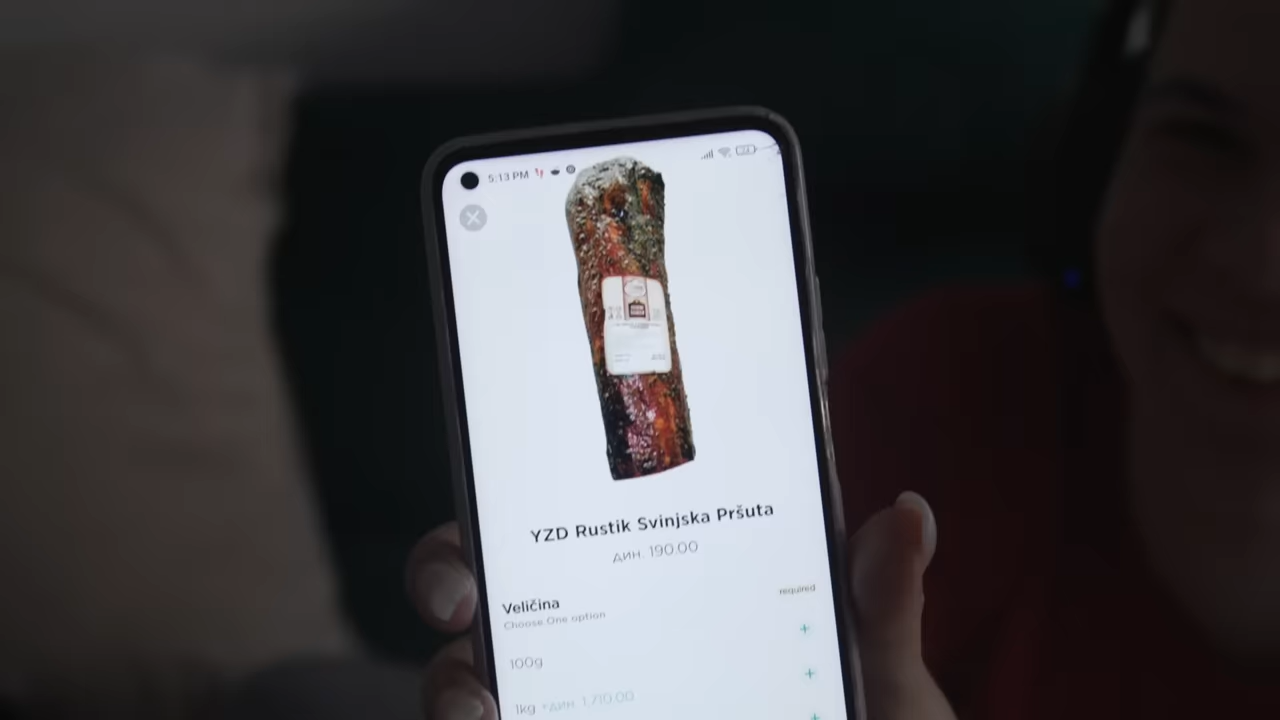 5:13 PM
YZD Rustik Svinjska Pršuta
дин. 190.00
Veličina
required
Choose One option
100g
1kg +дин. 1,710.00